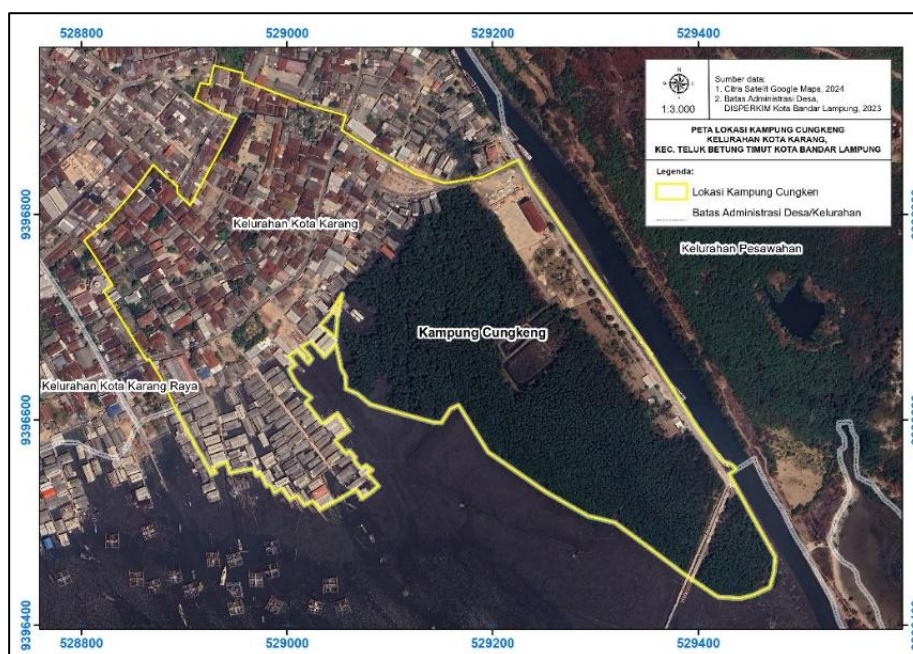 528800 529000 529200 529400
N
1:3.000
Sumber data:
1. Citra Satelit Google Maps, 2024
2. Batas Administrasi Desa,
DISPERKIM Kota Bandar Lampung, 2023
PETA LOKASI KAMPUNG CUNGKENG
KELURAHAN KOTA KARANG,
KEC. TELUK BETUNG TIMUT KOTA BANDAR LAMPUNG
Legenda:
Lokasi Kampung Cungken
Batas Administrasi Desa/Kelurahan
9396800
Kelurahan Kota Karang
Kelurahan Pesawahan
Kampung Cungkeng
Kelurahan Kota Karang Raya
9396600
9396400
528800 529000 529200 529400